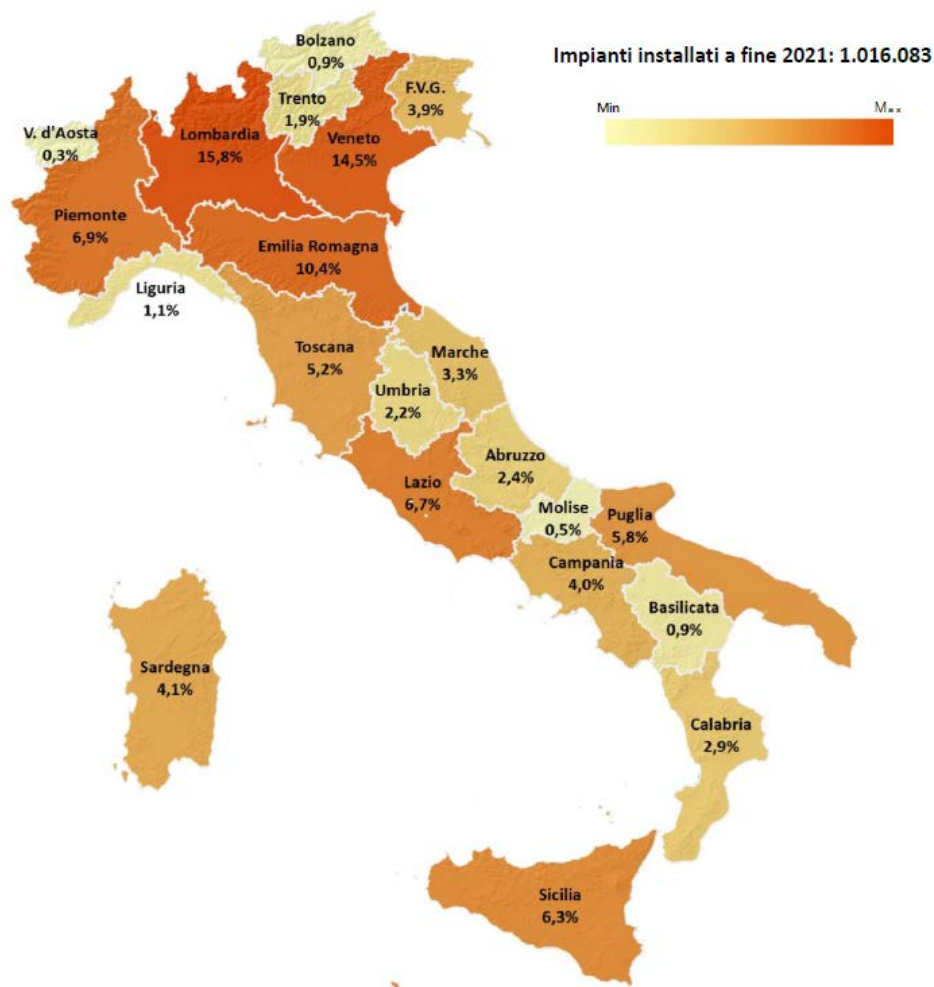 Bolzano
0,9%
Impianti installati a fine 2021: 1.016.083
F.V.G.
3,9%
Trento
1,9%
Min
Max
V. d'Aosta
0,3%
Lombardia
15,8%
Veneto
14,5%
Piemonte
6,9%
Emilia Romagna
10,4%
Liguria
1,1%
Toscana
5,2%
Marche
3,3%
Umbria
2,2%
Abruzzo
2,4%
Lazio
6,7%
Molise
0,5%
Puglia
5,8%
Campania
4,0%
Basilicata
0,9%
Sardegna
4,1%
Calabria
2,9%
Sicilia
6,3%